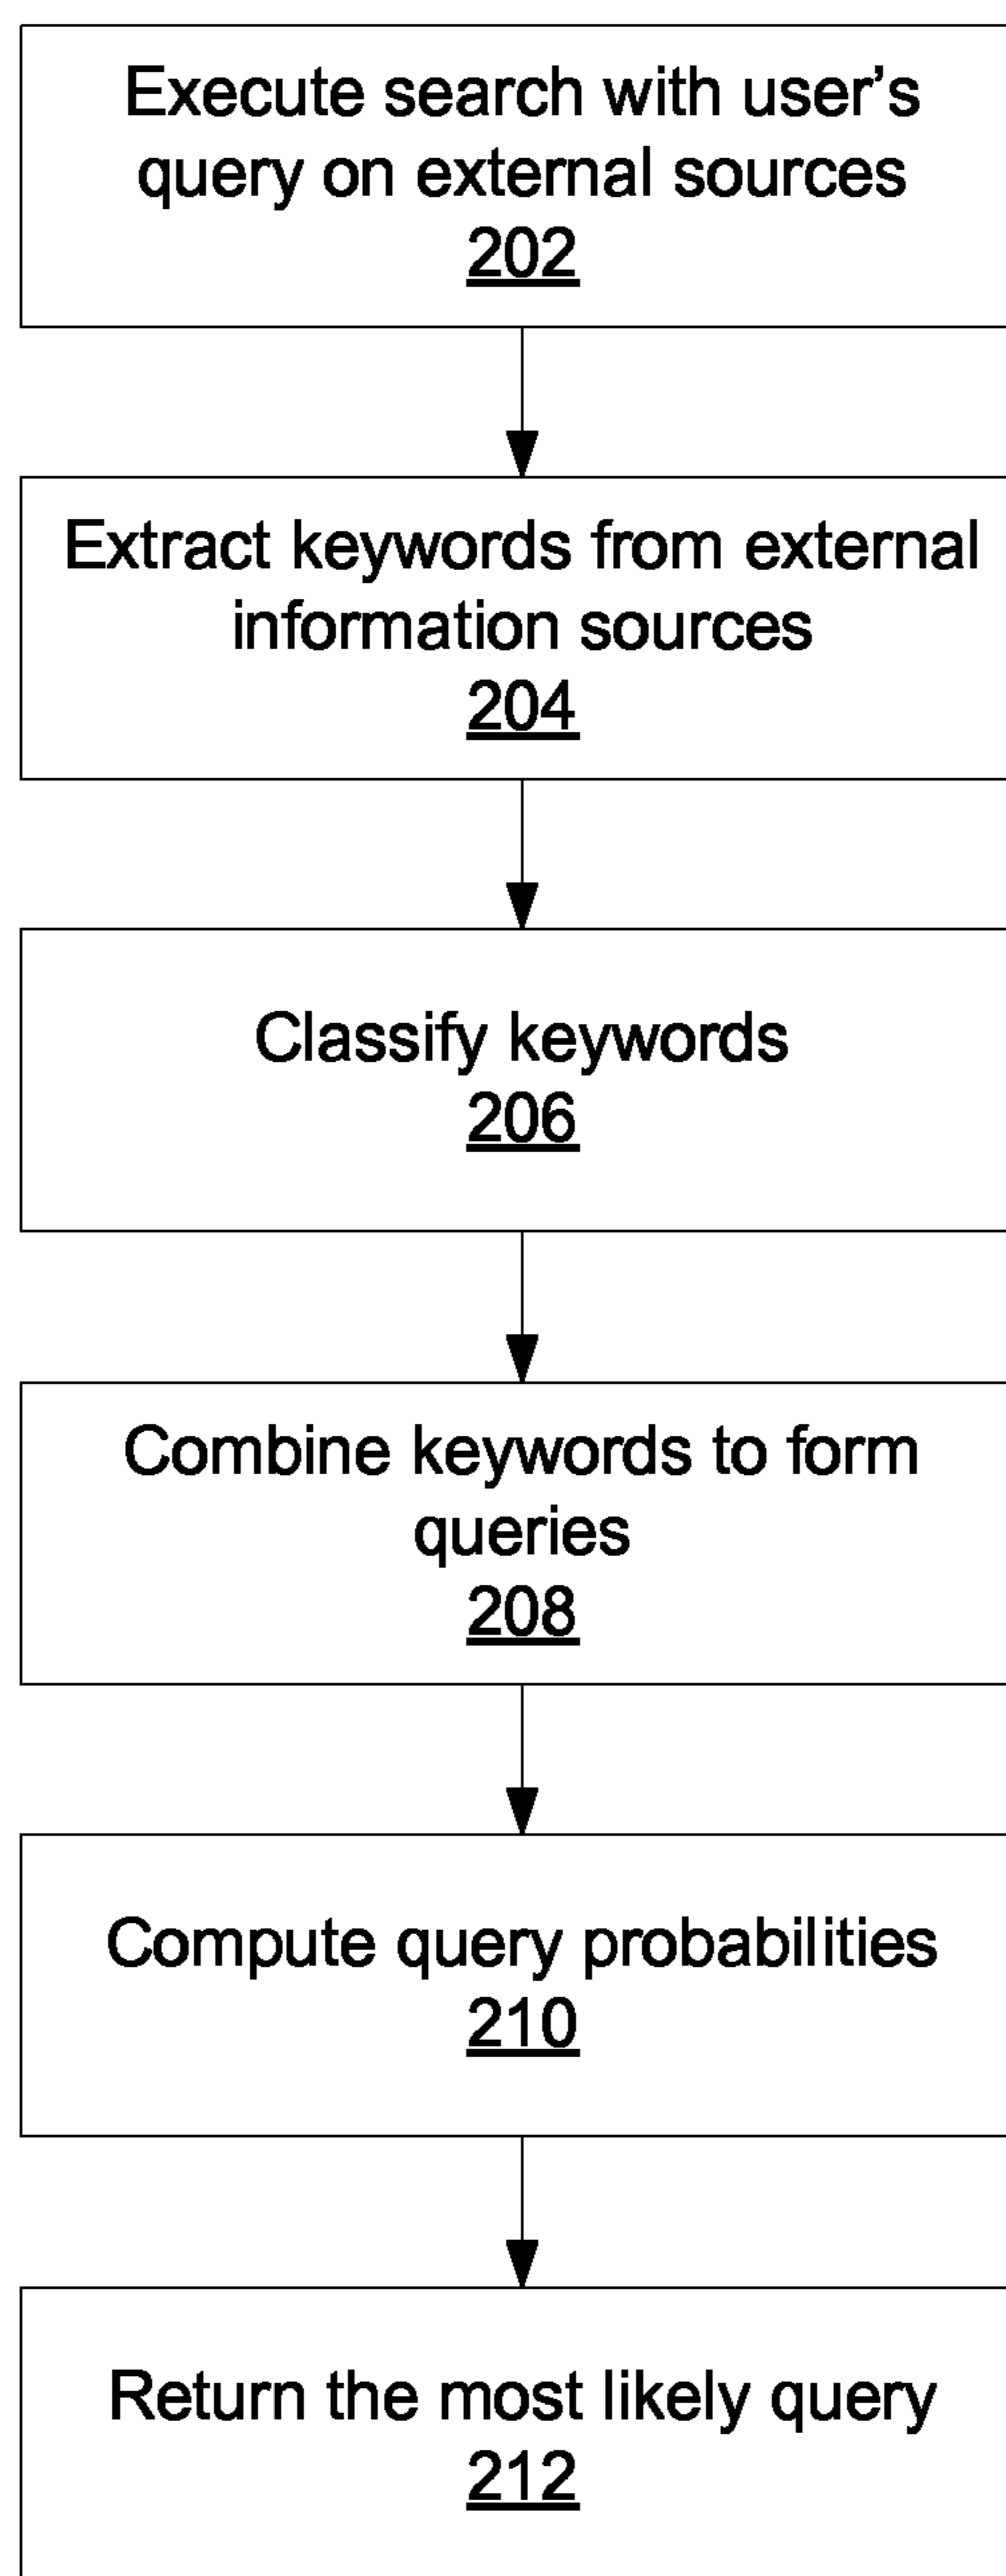 Execute search with user’s
query on external sources
202
Extract keywords from external
information sources
204
Classify keywords
206
Combine keywords to form
queries
208
Compute query probabilities
210
Return the most likely query
212